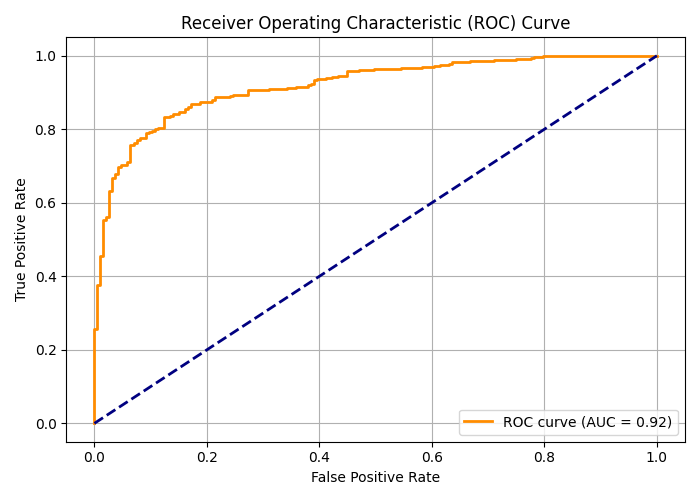 Receiver Operating Characteristic (ROC) Curve
1.0
0.8
0.6
0.4
0.2
0.0
True Positive Rate
ROC curve (AUC = 0.92)
0.0 0.2 0.4 0.6 0.8 1.0
False Positive Rate